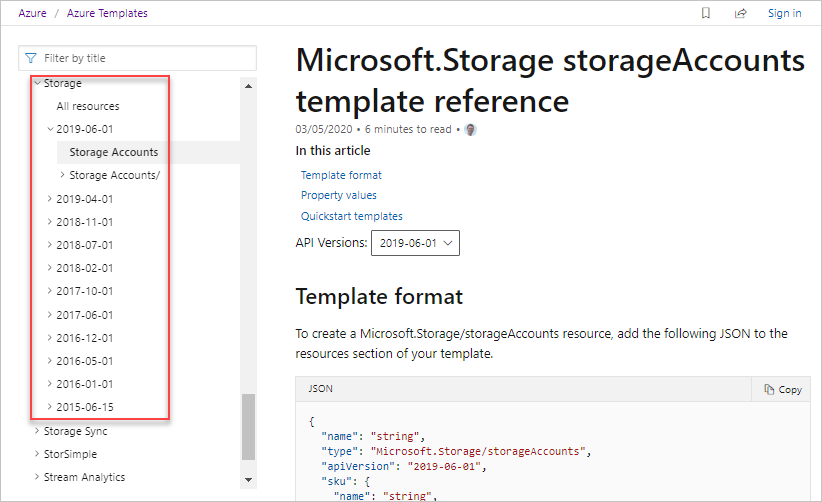 Azure / Azure Templates
Sign in
Filter by title
Storage
All resources
2019-06-01
Storage Accounts
Storage Accounts/
2019-04-01
2018-11-01
2018-07-01
2018-02-01
2017-10-01
2017-06-01
2016-12-01
2016-05-01
2016-01-01
2015-06-15
Storage Sync
StorSimple
Stream Analytics
Microsoft.Storage storageAccounts
template reference
03/05/2020 • 6 minutes to read •
In this article
Template format
Property values
Quickstart templates
API Versions: 2019-06-01
Template format
To create a Microsoft.Storage/storageAccounts resource, add the following JSON to the
resources section of your template.
JSON
Copy
{
"name": "string",
"type": "Microsoft.Storage/storageAccounts",
"apiVersion": "2019-06-01",
"sku": {
"name": "string",